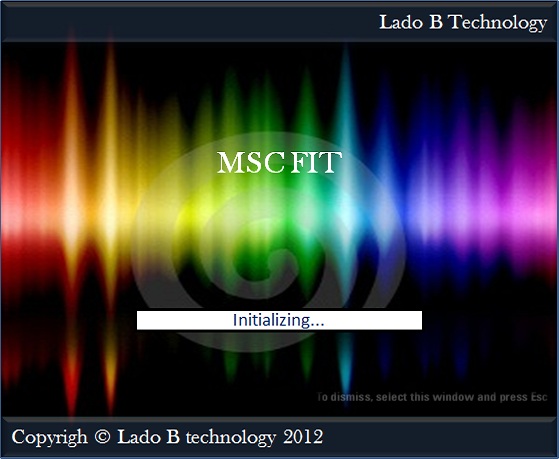 Lado B Technology
MSC FIT
Initializing...
To dismiss, select this window and press Esc
Copyrigh © Lado B technology 2012